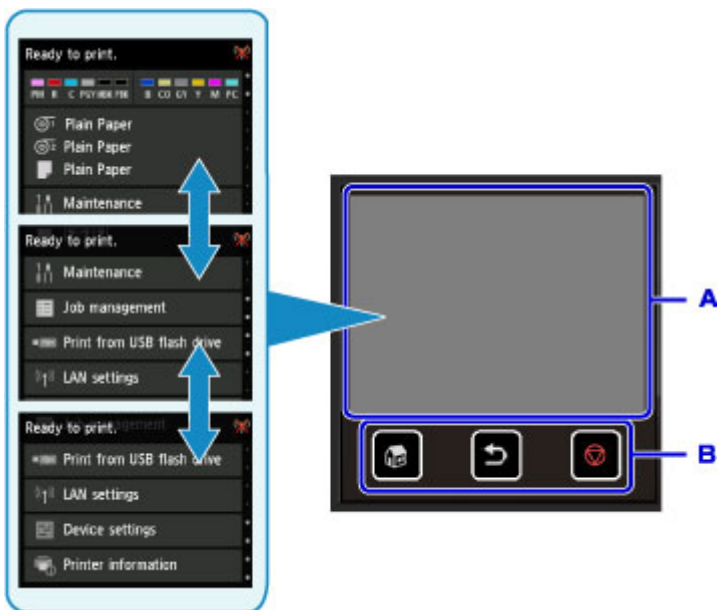 Ready to print.
PM R C PGY MBK PBK B CO GY Y M PC
1 Plain Paper
2 Plain Paper
Plain Paper
Maintenance
Ready to print.
Maintenance
Job management
Print from USB flash drive
LAN settings
Ready to print.
Print from USB flash drive
LAN settings
Device settings
Printer information
A
B